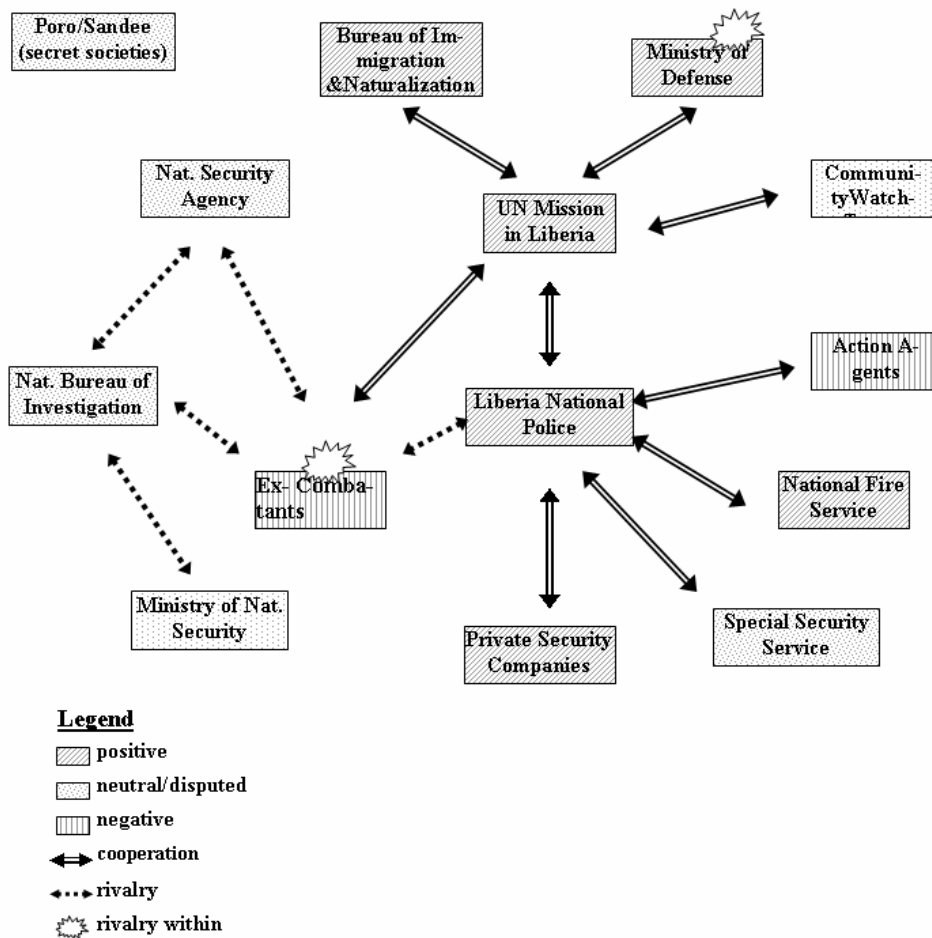 Poro/Sandee
(secret societies)
Bureau of Im-
migration
&Naturalization
Ministry of
Defense
Nat. Security
Agency
UN Mission
in Liberia
Communi-
tyWatch-
Nat. Bureau of
Investigation
Liberia National
Police
Action A-
gents
Ex- Comba-
tants
National Fire
Service
Ministry of Nat.
Security
Private Security
Companies
Special Security
Service
Legend
positive
neutral/disputed
negative
cooperation
rivalry
rivalry within